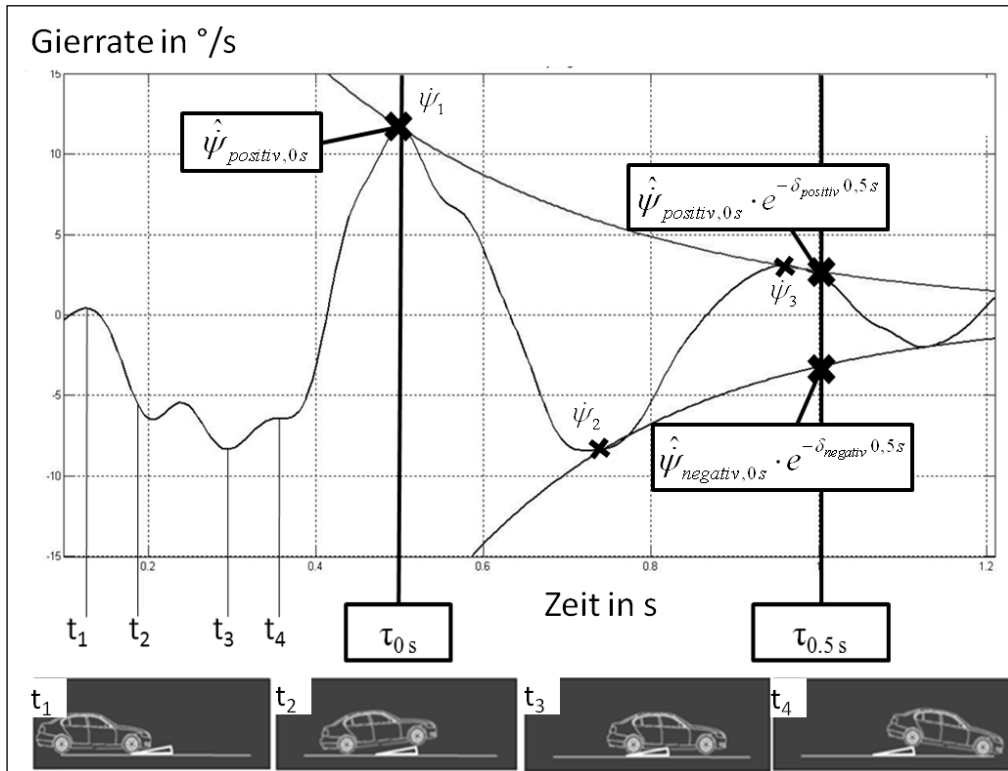 Gierrate in °/s
15
10
5
0
-5
-10
-15
ψ̇₁
ψ̇̂ positiv,0s
ψ̇̂ positiv,0s · e^(−δ positiv 0,5s)
ψ̇₃
ψ̇₂
ψ̇̂ negativ,0s · e^(−δ negativ 0,5s)
0.2 0.4 0.6 0.8 1 1.2
Zeit in s
t₁ t₂ t₃ t₄
τ₀ s
τ₀.₅ s
t₁ t₂ t₃ t₄